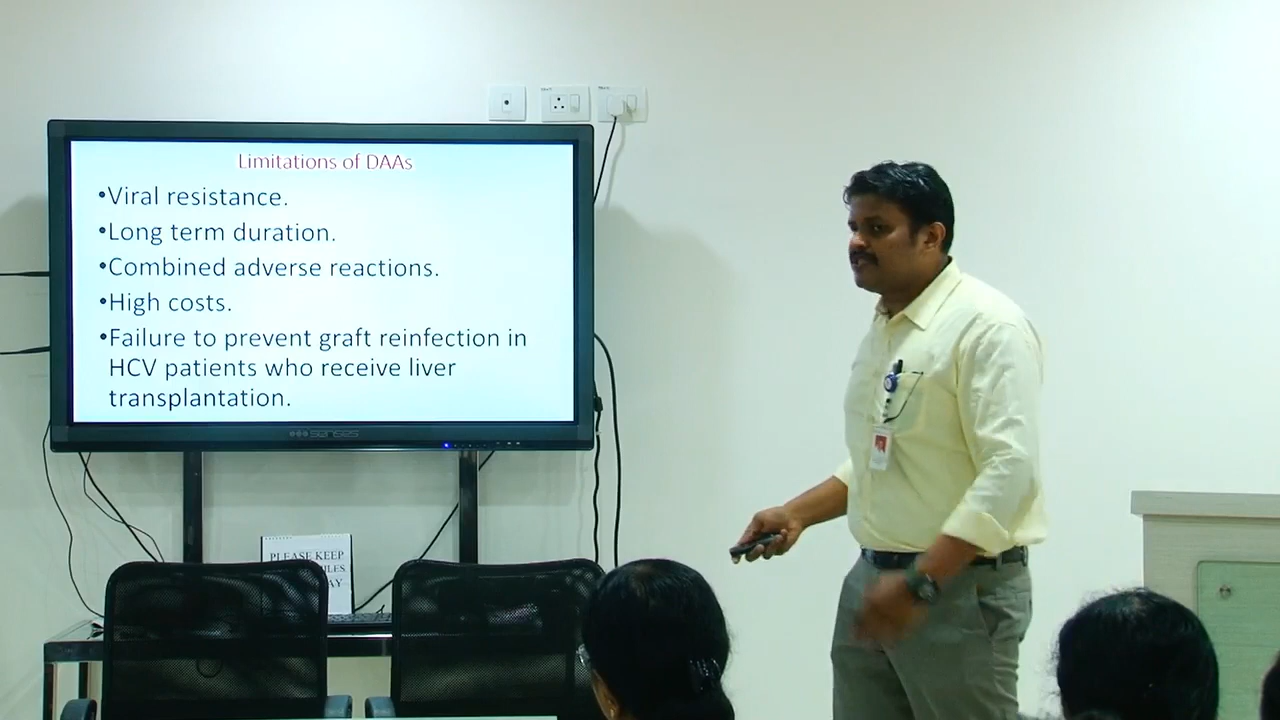 Limitations of DAAs
•Viral resistance.
•Long term duration.
•Combined adverse reactions.
•High costs.
•Failure to prevent graft reinfection in
HCV patients who receive liver
transplantation.
senses
PLEASE KEEP